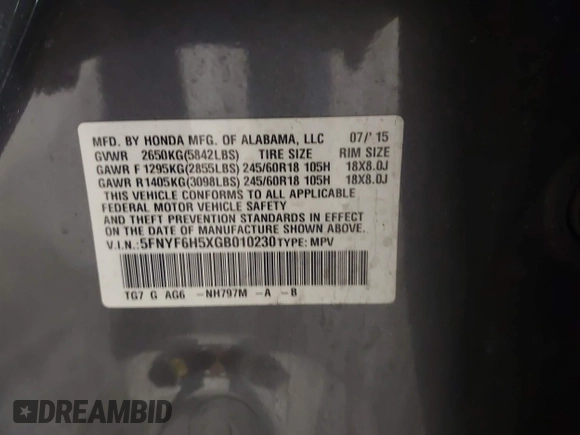 MFD. BY HONDA MFG. OF ALABAMA, LLC 07/'15
GVWR 2650KG(5842LBS) TIRE SIZE RIM SIZE
GAWR F 1295KG(2855LBS) 245/60R18 105H 18X8.0J
GAWR R 1405KG(3098LBS) 245/60R18 105H 18X8.0J
THIS VEHICLE CONFORMS TO ALL APPLICABLE
FEDERAL MOTOR VEHICLE SAFETY AND
THEFT PREVENTION STANDARDS IN EFFECT
ON THE DATE OF MANUFACTURE SHOWN ABOVE.
V.I.N.: 5FNYF6H5XGB010230 TYPE: MPV
TG7 G AG6 -NH797M -A -B
DREAMBID